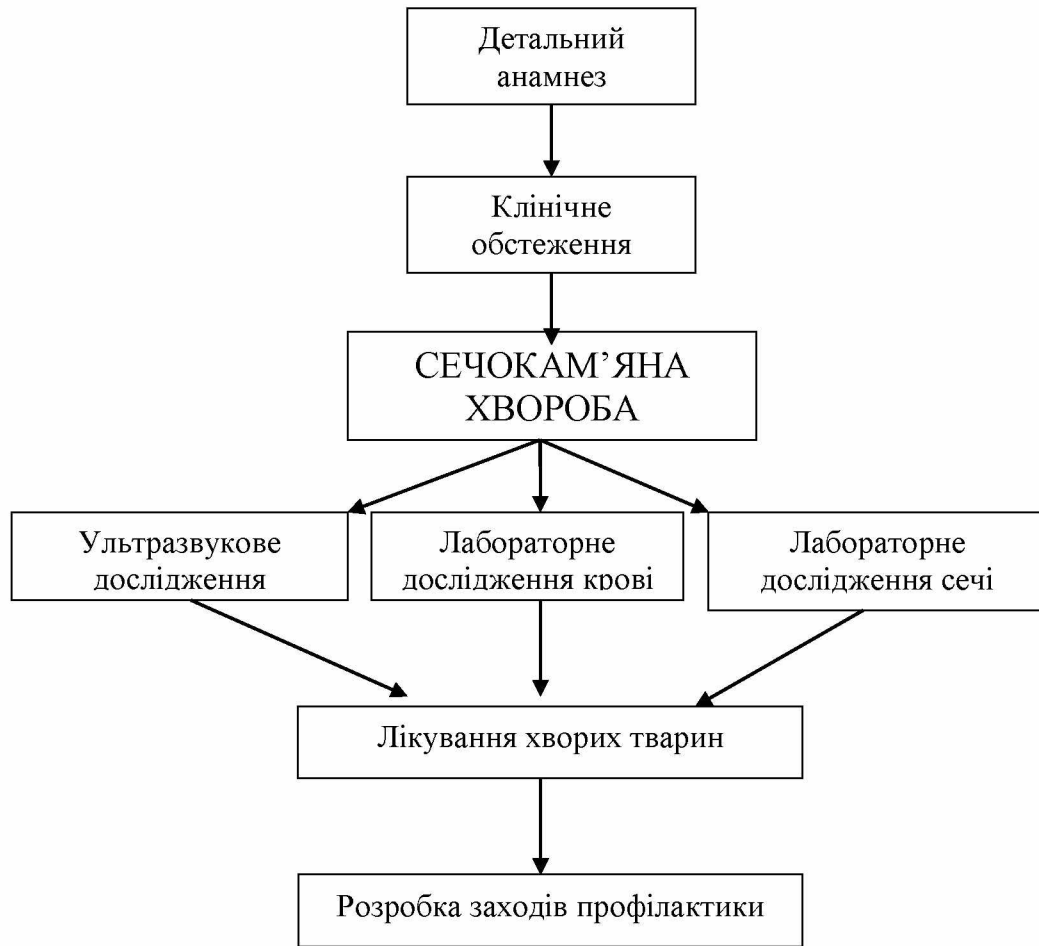 Детальний
анамнез
Клінічне
обстеження
СЕЧОКАМ’ЯНА
ХВОРОБА
Ультразвукове
дослідження
Лабораторне
дослідження крові
Лабораторне
дослідження сечі
Лікування хворих тварин
Розробка заходів профілактики